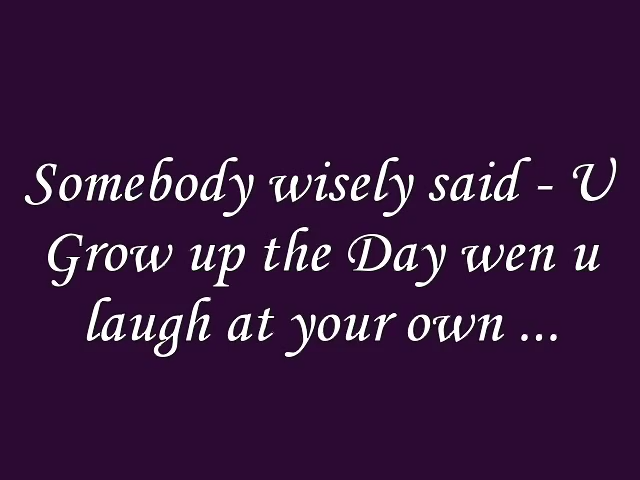 Somebody wisely said - U
Grow up the Day wen u
laugh at your own ...